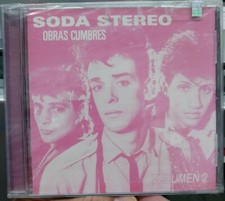 SODA STEREO
OBRAS CUMBRES
VOLUMEN 2